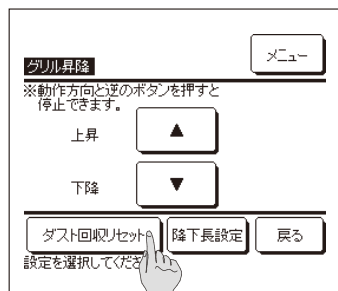 メニュー
グリル昇降
※動作方向と逆のボタンを押すと
停止できます。
上昇 ▲
下降 ▼
ダスト回収リセット 降下長設定 戻る
設定を選択してくださ